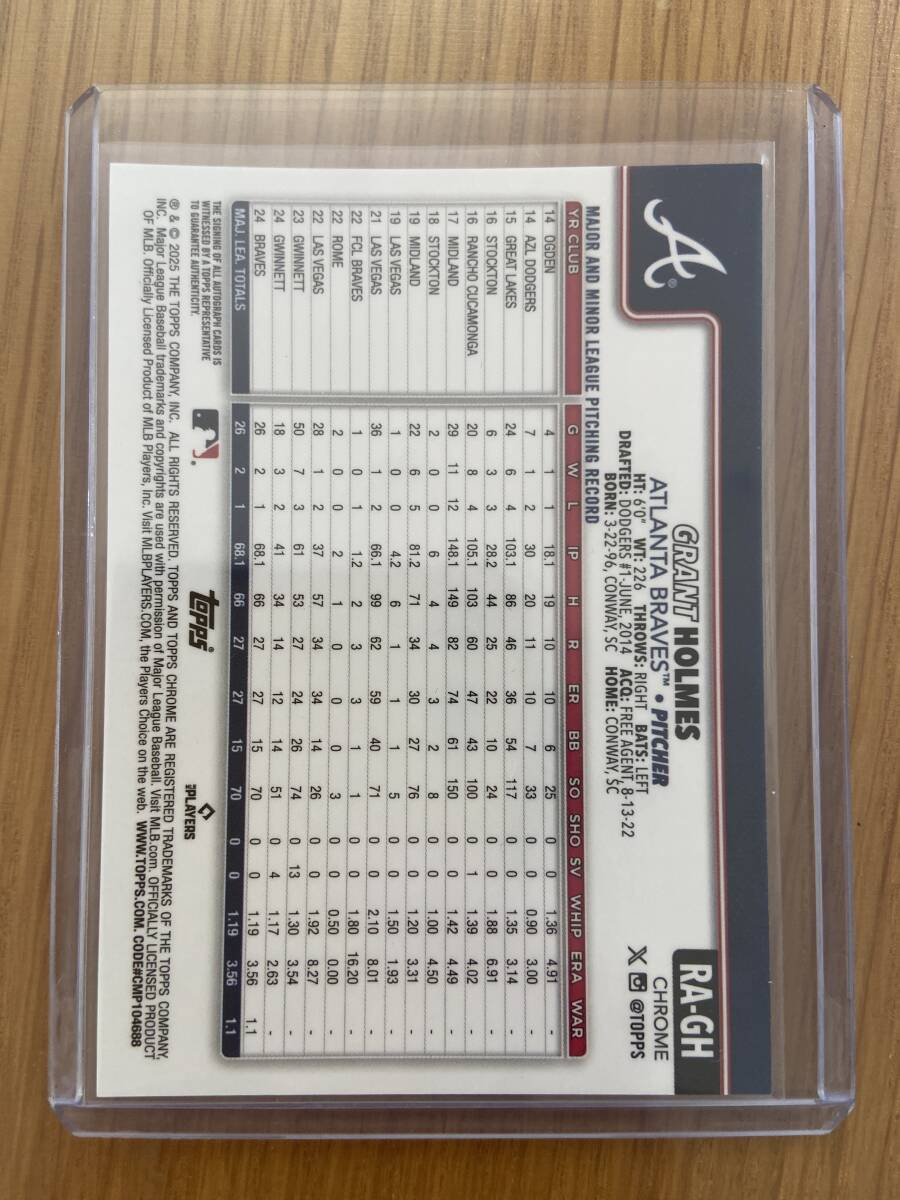 RA-GH
CHROME
@TOPPS
GRANT HOLMES
ATLANTA BRAVES™ • PITCHER
HT: 6'0" WT: 226 THROWS: RIGHT BATS: LEFT
DRAFTED: DODGERS #1-JUNE, 2014 ACQ: FREE AGENT, 8-13-22
BORN: 3-22-96, CONWAY, SC HOME: CONWAY, SC
A®
MAJOR AND MINOR LEAGUE PITCHING RECORD
YR CLUB G W L IP H R ER BB SO SHO SV WHIP ERA WAR
14 OGDEN 4 1 1 18.1 19 10 10 6 25 0 0 1.36 4.91 -
14 AZL DODGERS 7 1 2 30 20 11 10 7 33 0 0 0.90 3.00 -
15 GREAT LAKES 24 6 4 103.1 86 46 36 54 117 0 0 1.35 3.14 -
16 STOCKTON 6 3 3 28.2 44 25 22 10 24 0 0 1.88 6.91 -
16 RANCHO CUCAMONGA 20 8 4 105.1 103 60 47 43 100 0 1 1.39 4.02 -
17 MIDLAND 29 11 12 148.1 149 82 74 61 150 0 0 1.42 4.49 -
18 STOCKTON 2 0 0 6 4 4 3 2 8 0 0 1.00 4.50 -
19 MIDLAND 22 6 5 81.2 71 34 30 27 76 0 0 1.20 3.31 -
19 LAS VEGAS 1 0 0 4.2 6 1 1 1 5 0 0 1.50 1.93 -
21 LAS VEGAS 36 1 2 66.1 99 62 59 40 71 0 0 2.10 8.01 -
22 FCL BRAVES 1 0 1 1.2 2 3 3 1 1 0 0 1.80 16.20 -
22 ROME 2 0 0 2 1 0 0 0 3 0 0 0.50 0.00 -
22 LAS VEGAS 28 1 2 37 57 34 34 14 26 0 0 1.92 8.27 -
23 GWINNETT 50 7 3 61 53 27 24 26 74 0 13 1.30 3.54 -
24 GWINNETT 18 3 2 41 34 14 12 14 51 0 4 1.17 2.63 -
24 BRAVES 26 2 1 68.1 66 27 27 15 70 0 0 1.19 3.56 1.1
MAJ. LEA. TOTALS 26 2 1 68.1 66 27 27 15 70 0 0 1.19 3.56 1.1
THE SIGNING OF ALL AUTOGRAPH CARDS IS
WITNESSED BY A TOPPS REPRESENTATIVE
TO GUARANTEE AUTHENTICITY.
®
topps®
PLAYERS
® & © 2025 THE TOPPS COMPANY, INC. ALL RIGHTS RESERVED. TOPPS AND TOPPS CHROME ARE REGISTERED TRADEMARKS OF THE TOPPS COMPANY,
INC. Major League Baseball trademarks and copyrights are used with permission of Major League Baseball. Visit MLB.com. OFFICIALLY LICENSED PRODUCT
OF MLB. Officially Licensed Product of MLB Players, Inc. Visit MLBPLAYERS.COM, the Players Choice on the web. WWW.TOPPS.COM. CODE#CMP104688